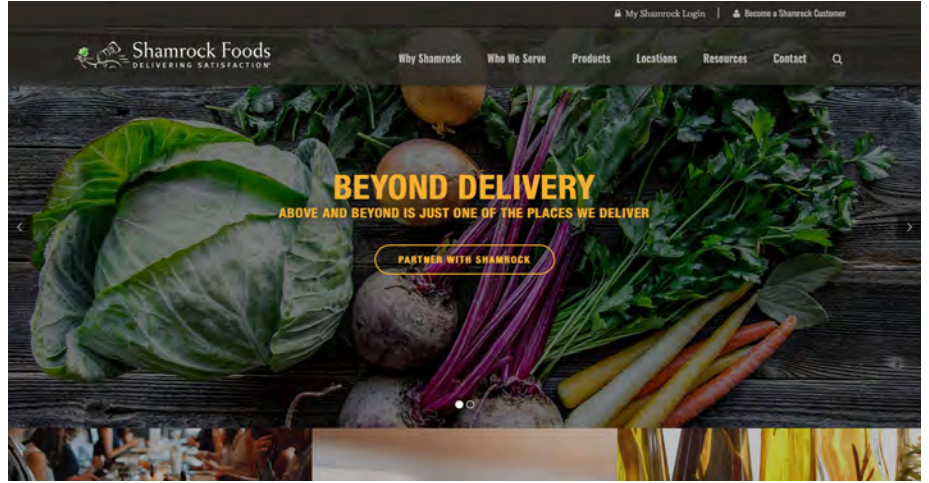 My Shamrock Login | Become a Shamrock Customer
Shamrock Foods
DELIVERING SATISFACTION®
Why Shamrock Who We Serve Products Locations Resources Contact
BEYOND DELIVERY
ABOVE AND BEYOND IS JUST ONE OF THE PLACES WE DELIVER
PARTNER WITH SHAMROCK